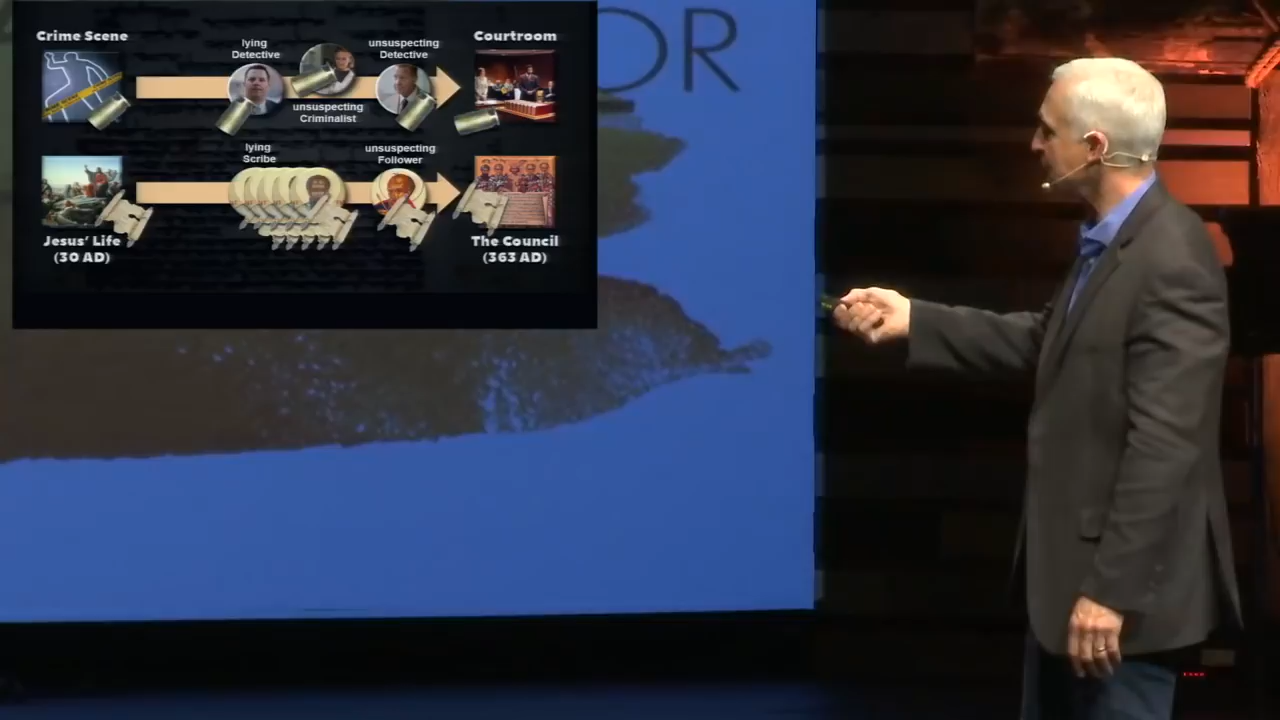 Crime Scene
lying
Detective
unsuspecting
Detective
Courtroom
unsuspecting
Criminalist
lying
Scribe
unsuspecting
Follower
Jesus' Life
(30 AD)
The Council
(363 AD)
OR